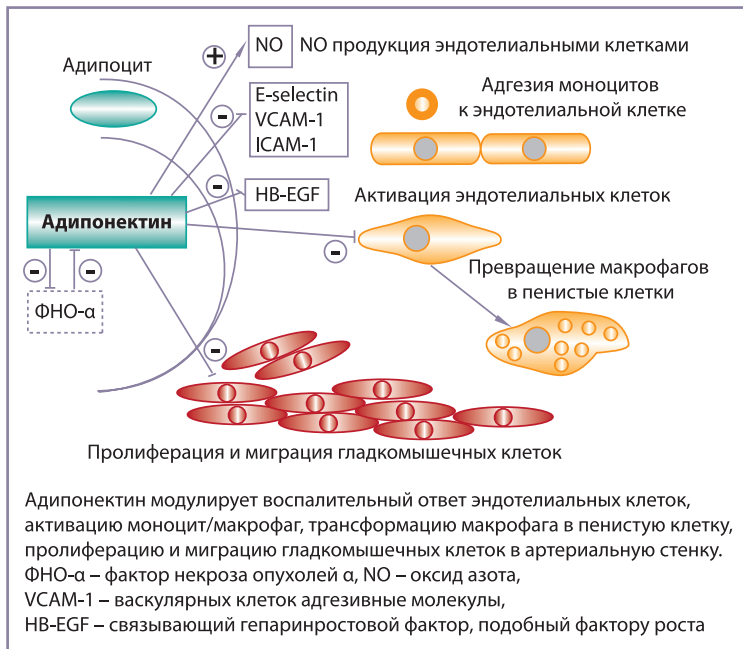 NO
NO продукция эндотелиальными клетками
+
Адипоцит
E-selectin
VCAM-1
ICAM-1
-
Адгезия моноцитов
к эндотелиальной клетке
HB-EGF
-
Активация эндотелиальных клеток
Адипонектин
-
Превращение макрофагов
в пенистые клетки
-
-
ФНО-α
-
Пролиферация и миграция гладкомышечных клеток
Адипонектин модулирует воспалительный ответ эндотелиальных клеток,
активацию моноцит/макрофаг, трансформацию макрофага в пенистую клетку,
пролиферацию и миграцию гладкомышечных клеток в артериальную стенку.
ФНО-α – фактор некроза опухолей α, NO – оксид азота,
VCAM-1 – васкулярных клеток адгезивные молекулы,
HB-EGF – связывающий гепаринростовой фактор, подобный фактору роста